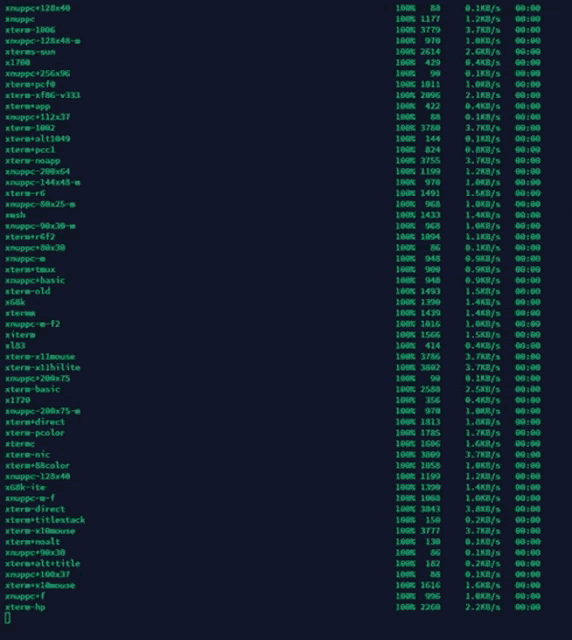 xnuppc+128x40 100% 88 0.1KB/s 00:00
xnuppc 100% 1177 1.2KB/s 00:00
xterm-1006 100% 3779 3.7KB/s 00:00
xnuppc-128x48-m 100% 970 1.0KB/s 00:00
xterms-sun 100% 2614 2.6KB/s 00:00
x1700 100% 429 0.4KB/s 00:00
xnuppc+256x96 100% 90 0.1KB/s 00:00
xterm+pcf0 100% 1011 1.0KB/s 00:00
xterm-xf86-v333 100% 2096 2.1KB/s 00:00
xterm+app 100% 422 0.4KB/s 00:00
xnuppc+112x37 100% 88 0.1KB/s 00:00
xterm-1002 100% 3780 3.7KB/s 00:00
xterm+alt1049 100% 144 0.1KB/s 00:00
xterm+pcc1 100% 824 0.8KB/s 00:00
xterm-noapp 100% 3755 3.7KB/s 00:00
xnuppc-200x64 100% 1199 1.2KB/s 00:00
xnuppc-144x48-m 100% 970 1.0KB/s 00:00
xterm-r6 100% 1491 1.5KB/s 00:00
xnuppc-80x25-m 100% 968 1.0KB/s 00:00
100% 1433 1.4KB/s 00:00
xnuppc-90x30-m 100% 968 1.0KB/s 00:00
xterm+r6f2 100% 1094 1.1KB/s 00:00
xnuppc+80x30 100% 86 0.1KB/s 00:00
xnuppc-m 100% 948 0.9KB/s 00:00
xterm+tmux 100% 900 0.9KB/s 00:00
xnuppc+basic 100% 948 0.9KB/s 00:00
xterm-old 100% 1493 1.5KB/s 00:00
x68k 100% 1390 1.4KB/s 00:00
xterms 100% 1439 1.4KB/s 00:00
xnuppc-m-f2 100% 1016 1.0KB/s 00:00
xiterm 100% 1566 1.5KB/s 00:00
xl83 100% 414 0.4KB/s 00:00
xterm-x11mouse 100% 3786 3.7KB/s 00:00
xterm-x11hilite 100% 3802 3.7KB/s 00:00
xnuppc+200x75 100% 90 0.1KB/s 00:00
xterm-basic 100% 2588 2.5KB/s 00:00
x1720 100% 356 0.4KB/s 00:00
xnuppc-200x75-m 100% 970 1.0KB/s 00:00
xterm+direct 100% 1813 1.8KB/s 00:00
xterm-pcolor 100% 1785 1.7KB/s 00:00
xtermc 100% 1606 1.6KB/s 00:00
xterm-nic 100% 3809 3.7KB/s 00:00
xterm+88color 100% 1058 1.0KB/s 00:00
xnuppc-128x40 100% 1199 1.2KB/s 00:00
x68k-ite 100% 1390 1.4KB/s 00:00
xnuppc-m-f 100% 1008 1.0KB/s 00:00
xterm-direct 100% 3843 3.8KB/s 00:00
xterm+titlestack 100% 150 0.2KB/s 00:00
xterm-x10mouse 100% 3777 3.7KB/s 00:00
xterm+noalt 100% 130 0.1KB/s 00:00
xnuppc+90x30 100% 86 0.1KB/s 00:00
xterm+alt+title 100% 182 0.2KB/s 00:00
xnuppc+100x37 100% 88 0.1KB/s 00:00
xterm+x10mouse 100% 1616 1.6KB/s 00:00
xnuppc+f 100% 996 1.0KB/s 00:00
xterm-hp 100% 2260 2.2KB/s 00:00